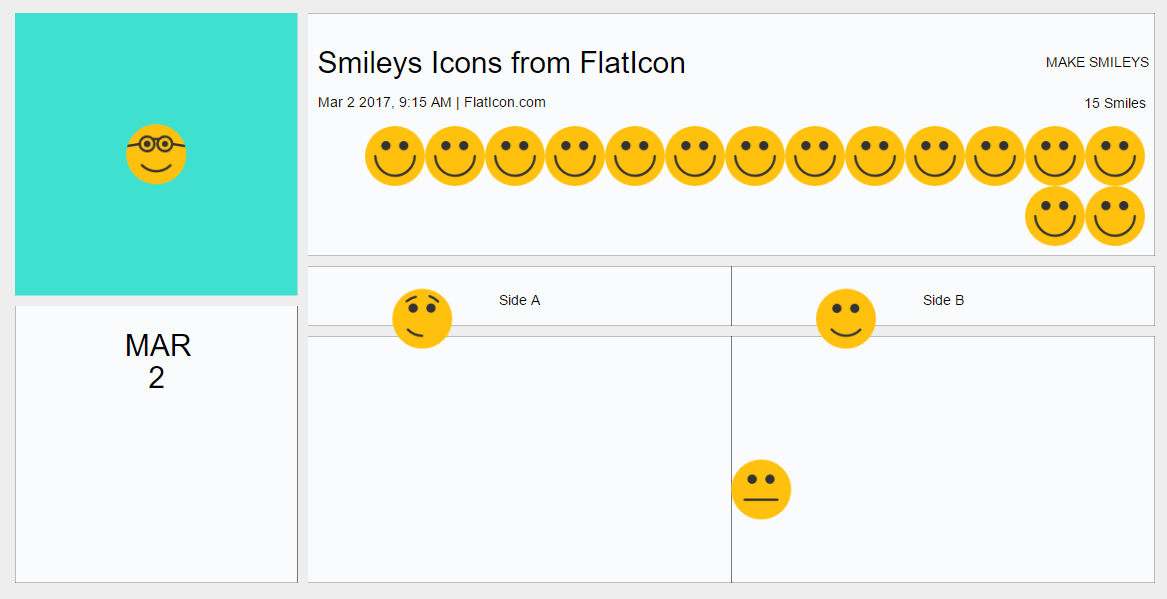 Smileys Icons from FlatIcon
MAKE SMILEYS
Mar 2 2017, 9:15 AM | FlatIcon.com
15 Smiles
Side A
Side B
MAR
2